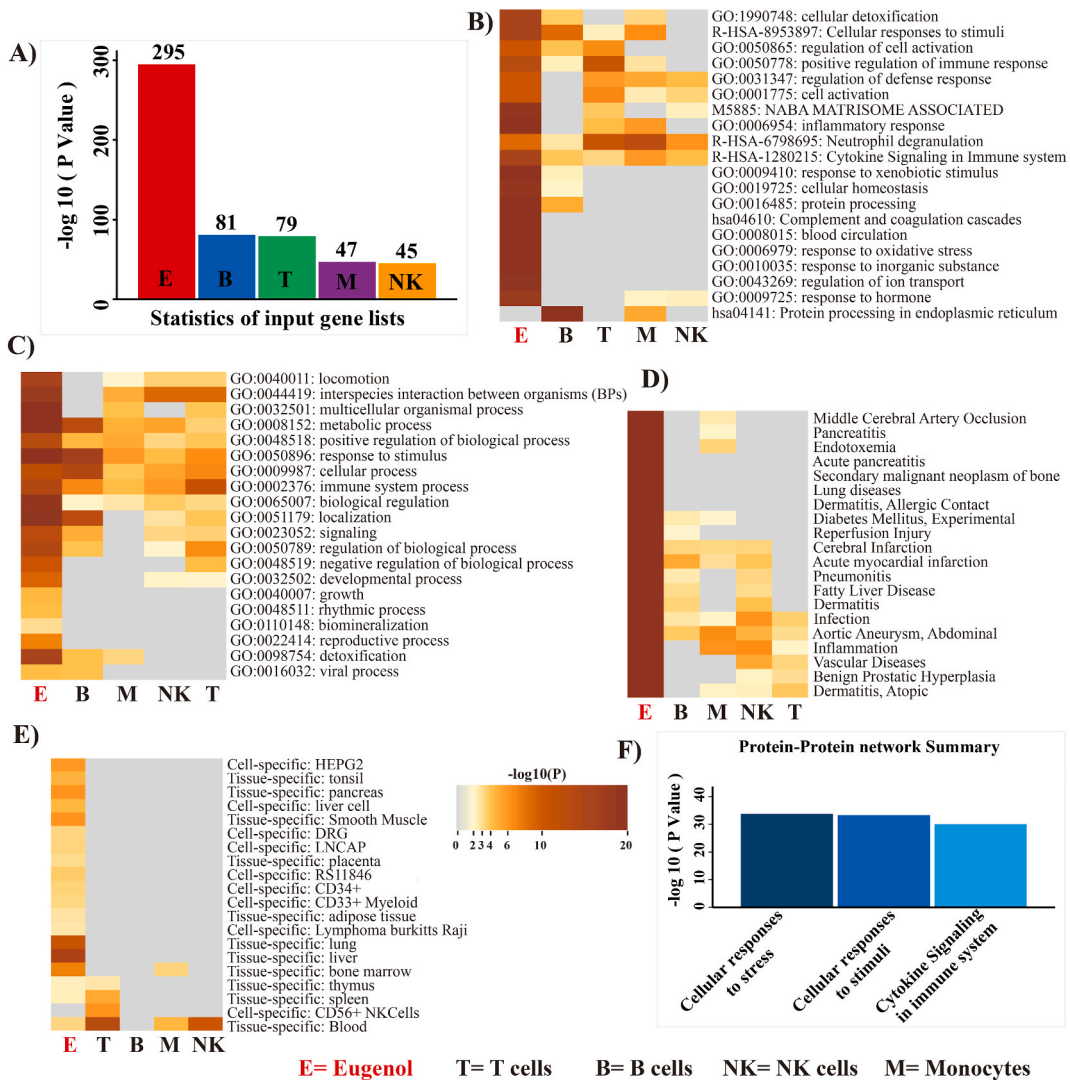 A)
-log 10 ( P Value )
0
100
200
300
295
81
79
47
45
E
B
T
M
NK
Statistics of input gene lists
B)
GO:1990748: cellular detoxification
R-HSA-8953897: Cellular responses to stimuli
GO:0050865: regulation of cell activation
GO:0050778: positive regulation of immune response
GO:0031347: regulation of defense response
GO:0001775: cell activation
M5885: NABA MATRISOME ASSOCIATED
GO:0006954: inflammatory response
R-HSA-6798695: Neutrophil degranulation
R-HSA-1280215: Cytokine Signaling in Immune system
GO:0009410: response to xenobiotic stimulus
GO:0019725: cellular homeostasis
GO:0016485: protein processing
hsa04610: Complement and coagulation cascades
GO:0008015: blood circulation
GO:0006979: response to oxidative stress
GO:0010035: response to inorganic substance
GO:0043269: regulation of ion transport
GO:0009725: response to hormone
hsa04141: Protein processing in endoplasmic reticulum
E B T M NK
C)
GO:0040011: locomotion
GO:0044419: interspecies interaction between organisms (BPs)
GO:0032501: multicellular organismal process
GO:0008152: metabolic process
GO:0048518: positive regulation of biological process
GO:0050896: response to stimulus
GO:0009987: cellular process
GO:0002376: immune system process
GO:0065007: biological regulation
GO:0051179: localization
GO:0023052: signaling
GO:0050789: regulation of biological process
GO:0048519: negative regulation of biological process
GO:0032502: developmental process
GO:0040007: growth
GO:0048511: rhythmic process
GO:0110148: biomineralization
GO:0022414: reproductive process
GO:0098754: detoxification
GO:0016032: viral process
E B M NK T
D)
Middle Cerebral Artery Occlusion
Pancreatitis
Endotoxemia
Acute pancreatitis
Secondary malignant neoplasm of bone
Lung diseases
Dermatitis, Allergic Contact
Diabetes Mellitus, Experimental
Reperfusion Injury
Cerebral Infarction
Acute myocardial infarction
Pneumonitis
Fatty Liver Disease
Dermatitis
Infection
Aortic Aneurysm, Abdominal
Inflammation
Vascular Diseases
Benign Prostatic Hyperplasia
Dermatitis, Atopic
E B M NK T
E)
Cell-specific: HEPG2
Tissue-specific: tonsil
Tissue-specific: pancreas
Cell-specific: liver cell
Tissue-specific: Smooth Muscle
Cell-specific: DRG
Cell-specific: LNCAP
Tissue-specific: placenta
Cell-specific: RS11846
Cell-specific: CD34+
Cell-specific: CD33+ Myeloid
Tissue-specific: adipose tissue
Cell-specific: Lymphoma burkitts Raji
Tissue-specific: lung
Tissue-specific: liver
Tissue-specific: bone marrow
Tissue-specific: thymus
Tissue-specific: spleen
Cell-specific: CD56+ NKCells
Tissue-specific: Blood
E T B M NK
-log10(P)
0 2 3 4 6 10 20
F)
Protein-Protein network Summary
-log 10 ( P Value )
0
10
20
30
40
Cellular responses
to stress
Cellular responses
to stimuli
Cytokine Signaling
in immune system
E= Eugenol T= T cells B= B cells NK= NK cells M= Monocytes